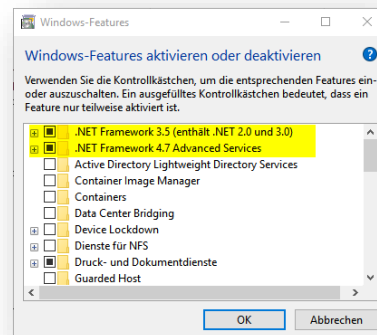 Windows-Features
Windows-Features aktivieren oder deaktivieren
Verwenden Sie die Kontrollkästchen, um die entsprechenden Features ein-
oder auszuschalten. Ein ausgefülltes Kontrollkästchen bedeutet, dass ein
Feature nur teilweise aktiviert ist.
.NET Framework 3.5 (enthält .NET 2.0 und 3.0)
.NET Framework 4.7 Advanced Services
Active Directory Lightweight Directory Services
Container Image Manager
Containers
Data Center Bridging
Device Lockdown
Dienste für NFS
Druck- und Dokumentdienste
Guarded Host
OK
Abbrechen